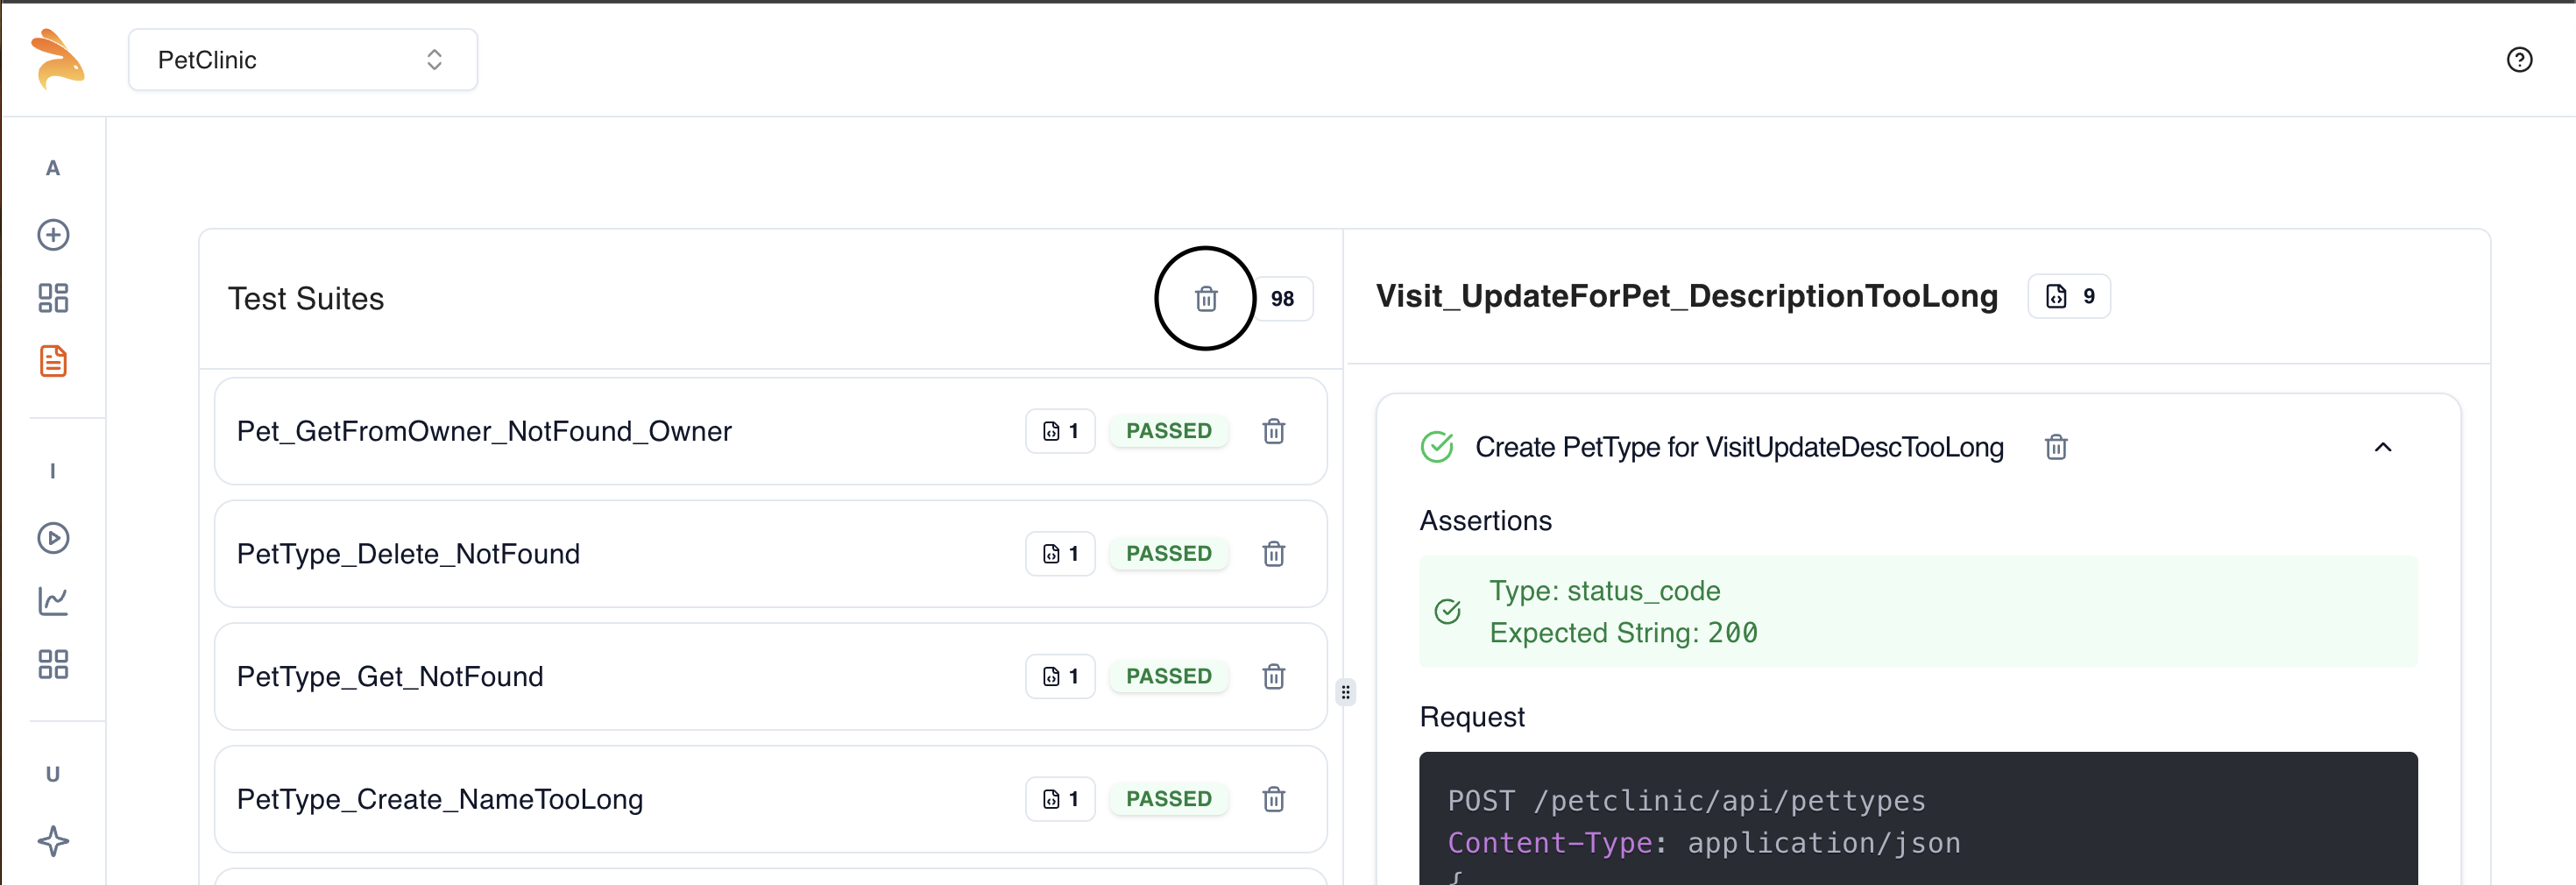 PetClinic
A
I
U
Test Suites
98
Pet_GetFromOwner_NotFound_Owner
1
PASSED
PetType_Delete_NotFound
1
PASSED
PetType_Get_NotFound
1
PASSED
PetType_Create_NameTooLong
1
PASSED
Visit_UpdateForPet_DescriptionTooLong
9
Create PetType for VisitUpdateDescTooLong
Assertions
Type: status_code
Expected String: 200
Request
POST /petclinic/api/pettypes
Content-Type: application/json
{